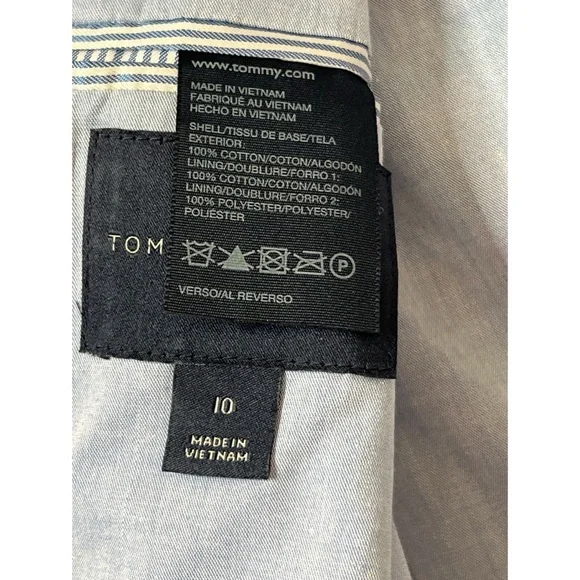 www.tommy.com
MADE IN VIETNAM
FABRIQUÉ AU VIETNAM
HECHO EN VIETNAM
SHELL/TISSU DE BASE/TELA
EXTERIOR:
100% COTTON/COTON/ALGODÓN
LINING/DOUBLURE/FORRO 1:
100% COTTON/COTON/ALGODÓN
LINING/DOUBLURE/FORRO 2:
100% POLYESTER/POLYESTER/
POLIÉSTER
TOM
P
VERSO/AL REVERSO
10
MADE IN
VIETNAM